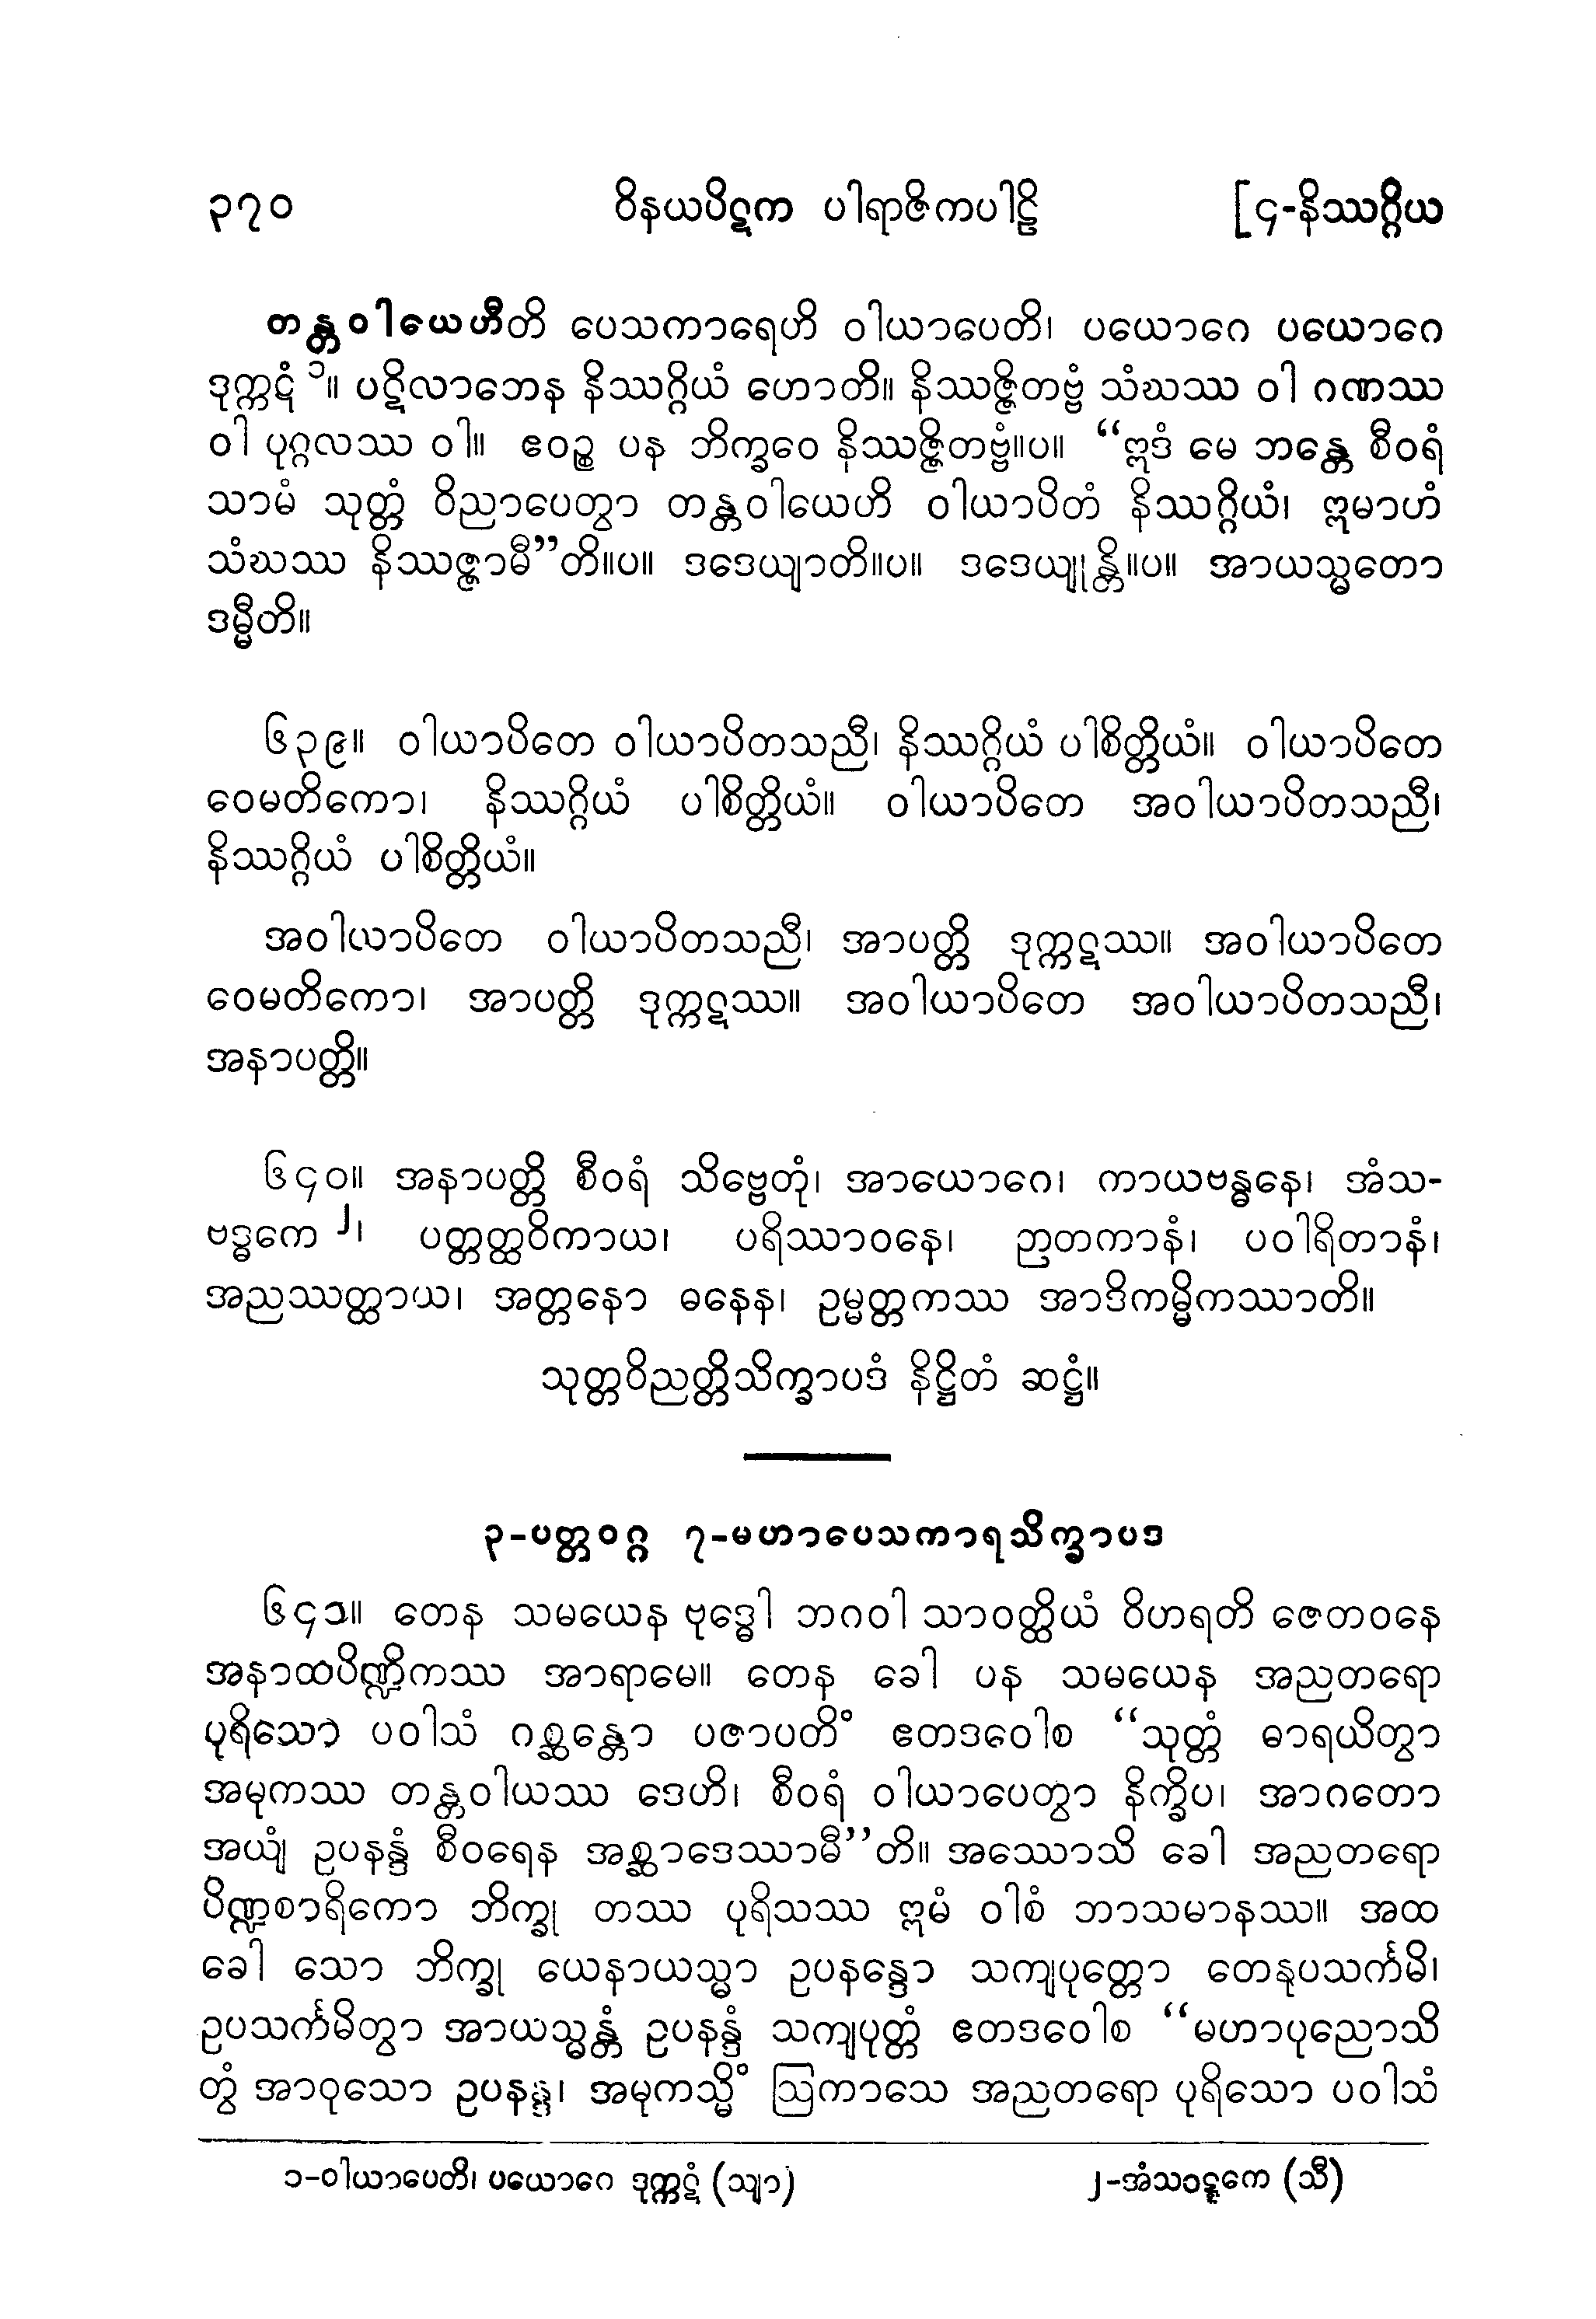 ၃၇၀ ဝိနယပိဋက ပါရာဇိကပါဠိ [၄-နိဿဂ္ဂိယ
တန္တဝါယေဟီတိ ပေသကာရေဟိ ဝါယာပေတိ၊ ပယောဂေ ပယောဂေ
ဒုက္ကဋံ ၁။ ပဋိလာဘေန နိဿဂ္ဂိယံ ဟောတိ။ နိဿဇ္ဇိတဗ္ဗံ သံဃဿ ဝါ ဂဏဿ
ဝါ ပုဂ္ဂလဿ ဝါ။ ဧဝဉ္စ ပန ဘိက္ခဝေ နိဿဇ္ဇိတဗ္ဗံ။ပ။ “ဣဒံ မေ ဘန္တေ စီဝရံ
သာမံ သုတ္တံ ဝိညာပေတွာ တန္တဝါယေဟိ ဝါယာပိတံ နိဿဂ္ဂိယံ၊ ဣမာဟံ
သံဃဿ နိဿဇ္ဇာမီ”တိ။ပ။ ဒဒေယျာတိ။ပ။ ဒဒေယျုန္တိ။ပ။ အာယသ္မတော
ဒမ္မီတိ။
၆၃၉။ ဝါယာပိတေ ဝါယာပိတသညီ၊ နိဿဂ္ဂိယံ ပါစိတ္တိယံ။ ဝါယာပိတေ
ဝေမတိကော၊ နိဿဂ္ဂိယံ ပါစိတ္တိယံ။ ဝါယာပိတေ အဝါယာပိတသညီ၊
နိဿဂ္ဂိယံ ပါစိတ္တိယံ။
အဝါယာပိတေ ဝါယာပိတသညီ၊ အာပတ္တိ ဒုက္ကဋဿ။ အဝါယာပိတေ
ဝေမတိကော၊ အာပတ္တိ ဒုက္ကဋဿ။ အဝါယာပိတေ အဝါယာပိတသညီ၊
အနာပတ္တိ။
၆၄၀။ အနာပတ္တိ စီဝရံ သိဗ္ဗေတုံ၊ အာယောဂေ၊ ကာယဗန္ဓနေ၊ အံသ-
ဗဒ္ဓကေ ၂၊ ပတ္တတ္ထဝိကာယ၊ ပရိဿာဝနေ၊ ဉာတကာနံ၊ ပဝါရိတာနံ၊
အညဿတ္ထာယ၊ အတ္တနော ဓနေန၊ ဥမ္မတ္တကဿ အာဒိကမ္မိကဿာတိ။
သုတ္တဝိညတ္တိသိက္ခာပဒံ နိဋ္ဌိတံ ဆဋ္ဌံ။
၃-ပတ္တဝဂ္ဂ ၇-မဟာပေသကာရသိက္ခာပဒ
၆၄၁။ တေန သမယေန ဗုဒ္ဓေါ ဘဂဝါ သာဝတ္ထိယံ ဝိဟရတိ ဇေတဝနေ
အနာထပိဏ္ဍိကဿ အာရာမေ။ တေန ခေါ ပန သမယေန အညတရော
ပုရိသော ပဝါသံ ဂစ္ဆန္တော ပဇာပတိံ ဧတဒဝေါစ “သုတ္တံ ဓာရယိတွာ
အမုကဿ တန္တဝါယဿ ဒေဟိ၊ စီဝရံ ဝါယာပေတွာ နိက္ခိပ၊ အာဂတော
အယျံ ဥပနန္ဒံ စီဝရေန အစ္ဆာဒေဿာမီ”တိ။ အဿောသိ ခေါ အညတရော
ပိဏ္ဍစာရိကော ဘိက္ခု တဿ ပုရိသဿ ဣမံ ဝါစံ ဘာသမာနဿ။ အထ
ခေါ သော ဘိက္ခု ယေနာယသ္မာ ဥပနန္ဒော သကျပုတ္တော တေနုပသင်္ကမိ၊
ဥပသင်္ကမိတွာ အာယသ္မန္တံ ဥပနန္ဒံ သကျပုတ္တံ ဧတဒဝေါစ “မဟာပုညောသိ
တွံ အာဝုသော ဥပနန္ဒ၊ အမုကသ္မိံ ဩကာသေ အညတရော ပုရိသော ပဝါသံ
၁-ဝါယာပေတိ၊ ပယောဂေ ဒုက္ကဋံ (သျာ) ၂-အံသဝဋ္ဋကေ (သီ)